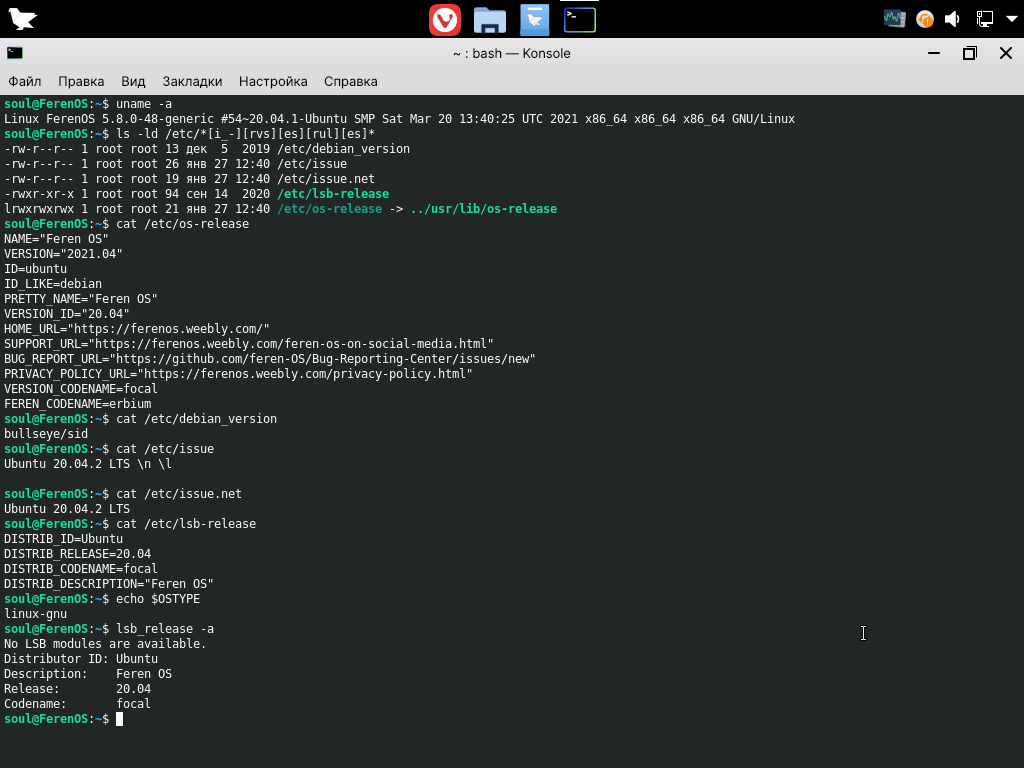 ~ : bash — Konsole
Файл Правка Вид Закладки Настройка Справка
soul@FerenOS:~$ uname -a
Linux FerenOS 5.8.0-48-generic #54~20.04.1-Ubuntu SMP Sat Mar 20 13:40:25 UTC 2021 x86_64 x86_64 x86_64 GNU/Linux
soul@FerenOS:~$ ls -ld /etc/*[i_-][rvs][es][rul][es]*
-rw-r--r-- 1 root root 13 дек  5  2019 /etc/debian_version
-rw-r--r-- 1 root root 26 янв 27 12:40 /etc/issue
-rw-r--r-- 1 root root 19 янв 27 12:40 /etc/issue.net
-rwxr-xr-x 1 root root 94 сен 14  2020 /etc/lsb-release
lrwxrwxrwx 1 root root 21 янв 27 12:40 /etc/os-release -> ../usr/lib/os-release
soul@FerenOS:~$ cat /etc/os-release
NAME="Feren OS"
VERSION="2021.04"
ID=ubuntu
ID_LIKE=debian
PRETTY_NAME="Feren OS"
VERSION_ID="20.04"
HOME_URL="https://ferenos.weebly.com/"
SUPPORT_URL="https://ferenos.weebly.com/feren-os-on-social-media.html"
BUG_REPORT_URL="https://github.com/feren-OS/Bug-Reporting-Center/issues/new"
PRIVACY_POLICY_URL="https://ferenos.weebly.com/privacy-policy.html"
VERSION_CODENAME=focal
FEREN_CODENAME=erbium
soul@FerenOS:~$ cat /etc/debian_version
bullseye/sid
soul@FerenOS:~$ cat /etc/issue
Ubuntu 20.04.2 LTS \n \l

soul@FerenOS:~$ cat /etc/issue.net
Ubuntu 20.04.2 LTS
soul@FerenOS:~$ cat /etc/lsb-release
DISTRIB_ID=Ubuntu
DISTRIB_RELEASE=20.04
DISTRIB_CODENAME=focal
DISTRIB_DESCRIPTION="Feren OS"
soul@FerenOS:~$ echo $OSTYPE
linux-gnu
soul@FerenOS:~$ lsb_release -a
No LSB modules are available.
Distributor ID: Ubuntu
Description:    Feren OS
Release:        20.04
Codename:       focal
soul@FerenOS:~$